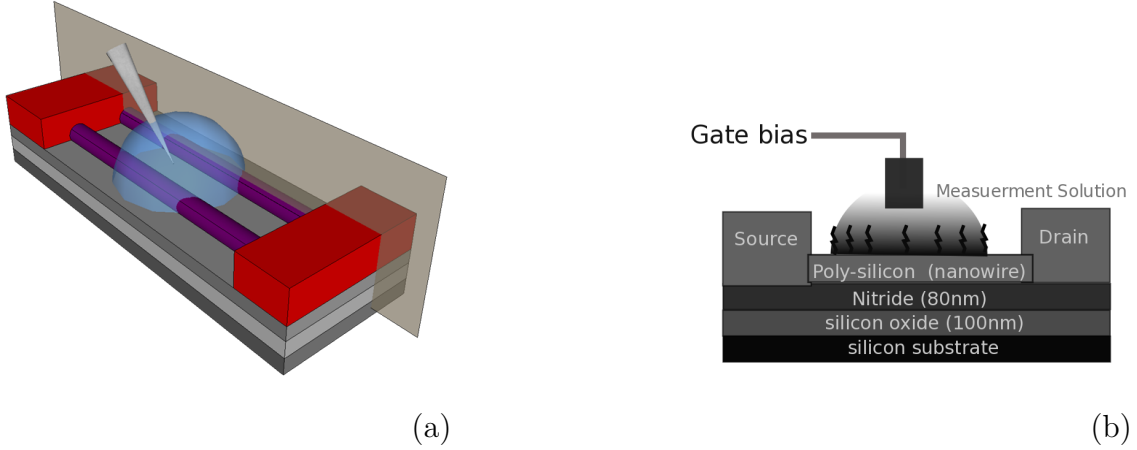 Gate bias
Measuerment Solution
Source
Drain
Poly-silicon (nanowire)
Nitride (80nm)
silicon oxide (100nm)
silicon substrate
(a)
(b)